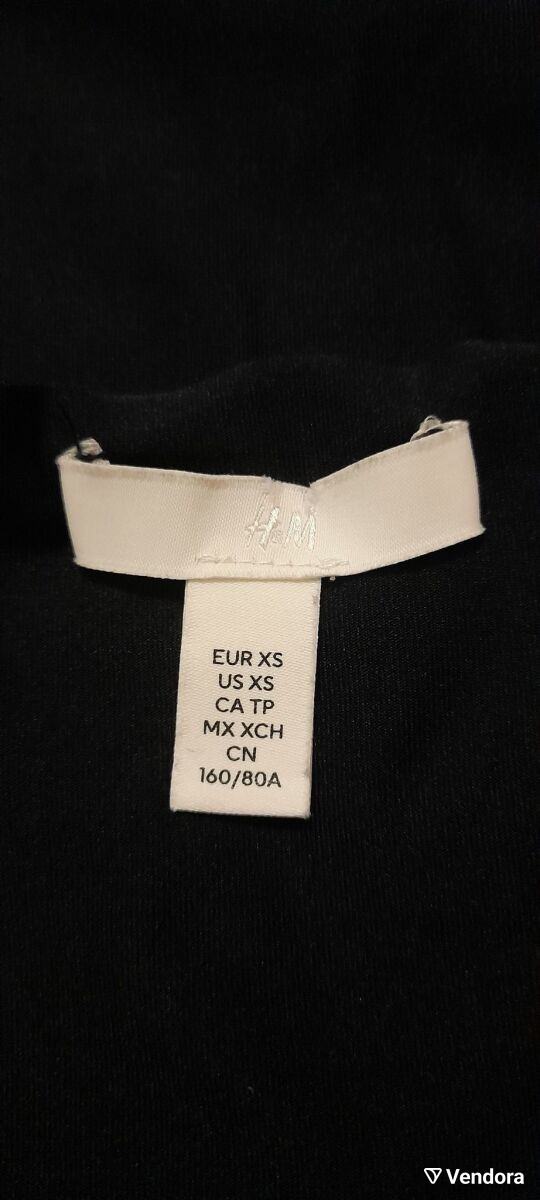 H&M
EUR XS
US XS
CA TP
MX XCH
CN
160/80A
Vendora